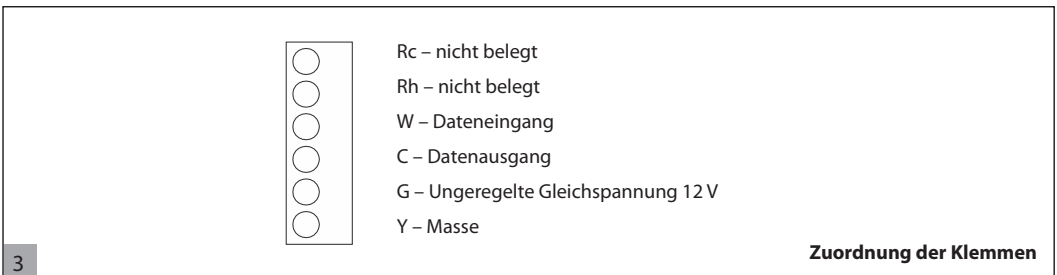 Rc – nicht belegt
Rh – nicht belegt
W – Dateneingang
C – Datenausgang
G – Ungeregelte Gleichspannung 12 V
Y – Masse
3
Zuordnung der Klemmen